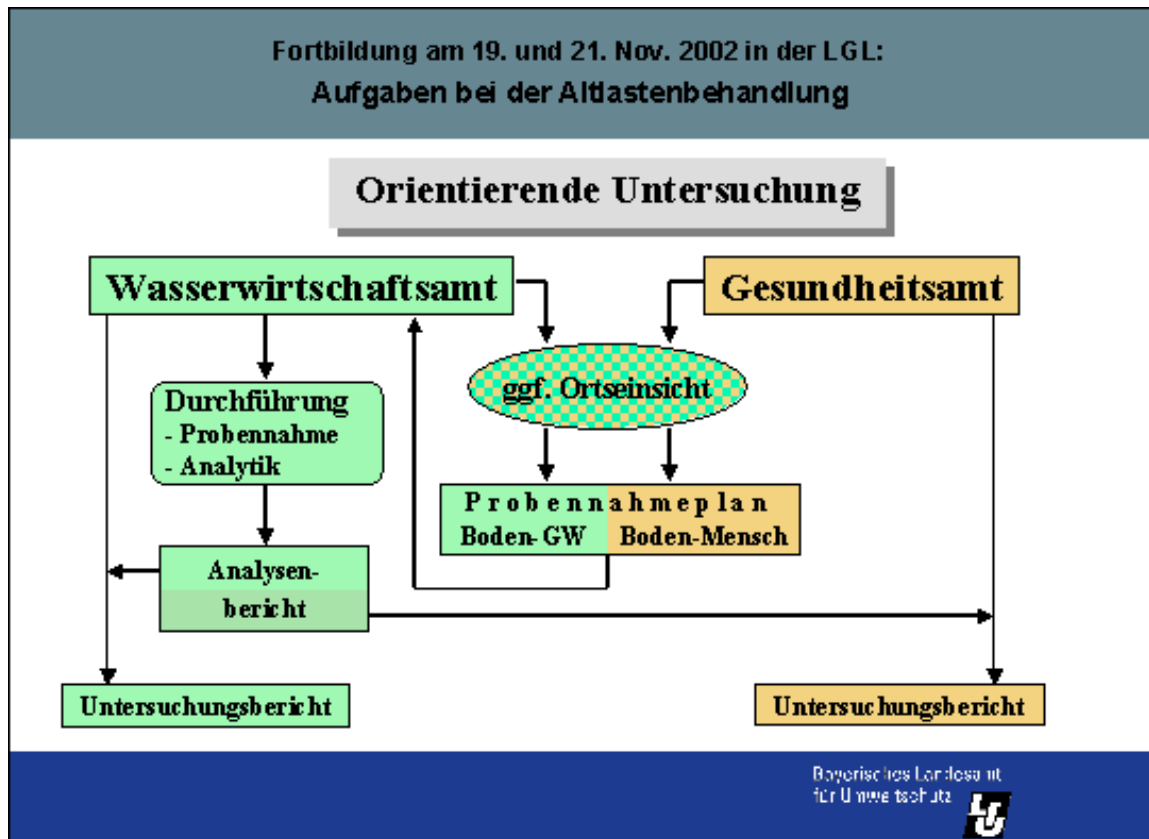 Fortbildung am 19. und 21. Nov. 2002 in der LGL:
Aufgaben bei der Altlastenbehandlung
Orientierende Untersuchung
Wasserwirtschaftsamt
Gesundheitsamt
ggf. Ortseinsicht
Durchführung
- Probennahme
- Analytik
Probennahmeplan
Boden-GW Boden-Mensch
Analysen-
bericht
Untersuchungsbericht
Untersuchungsbericht
Bayerisches Landesamt
für Umweltschutz
LfU